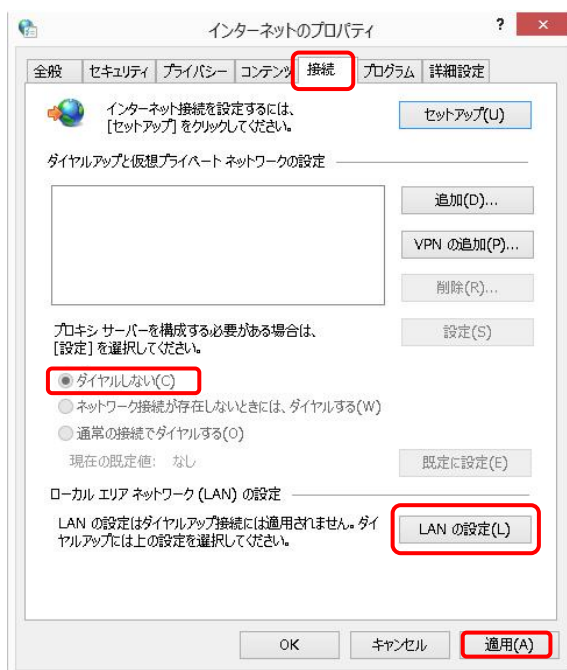 インターネットのプロパティ
?
×
全般 セキュリティ プライバシー コンテンツ 接続 プログラム 詳細設定
インターネット接続を設定するには、
[セットアップ] をクリックしてください。
セットアップ(U)
ダイヤルアップと仮想プライベート ネットワークの設定
追加(D)...
VPN の追加(P)...
削除(R)...
プロキシ サーバーを構成する必要がある場合は、
[設定] を選択してください。
設定(S)
ダイヤルしない(C)
ネットワーク接続が存在しないときには、ダイヤルする(W)
通常の接続でダイヤルする(O)
現在の既定値: なし
既定に設定(E)
ローカル エリア ネットワーク (LAN) の設定
LAN の設定はダイヤルアップ接続には適用されません。ダイ
ヤルアップには上の設定を選択してください。
LAN の設定(L)
OK キャンセル 適用(A)